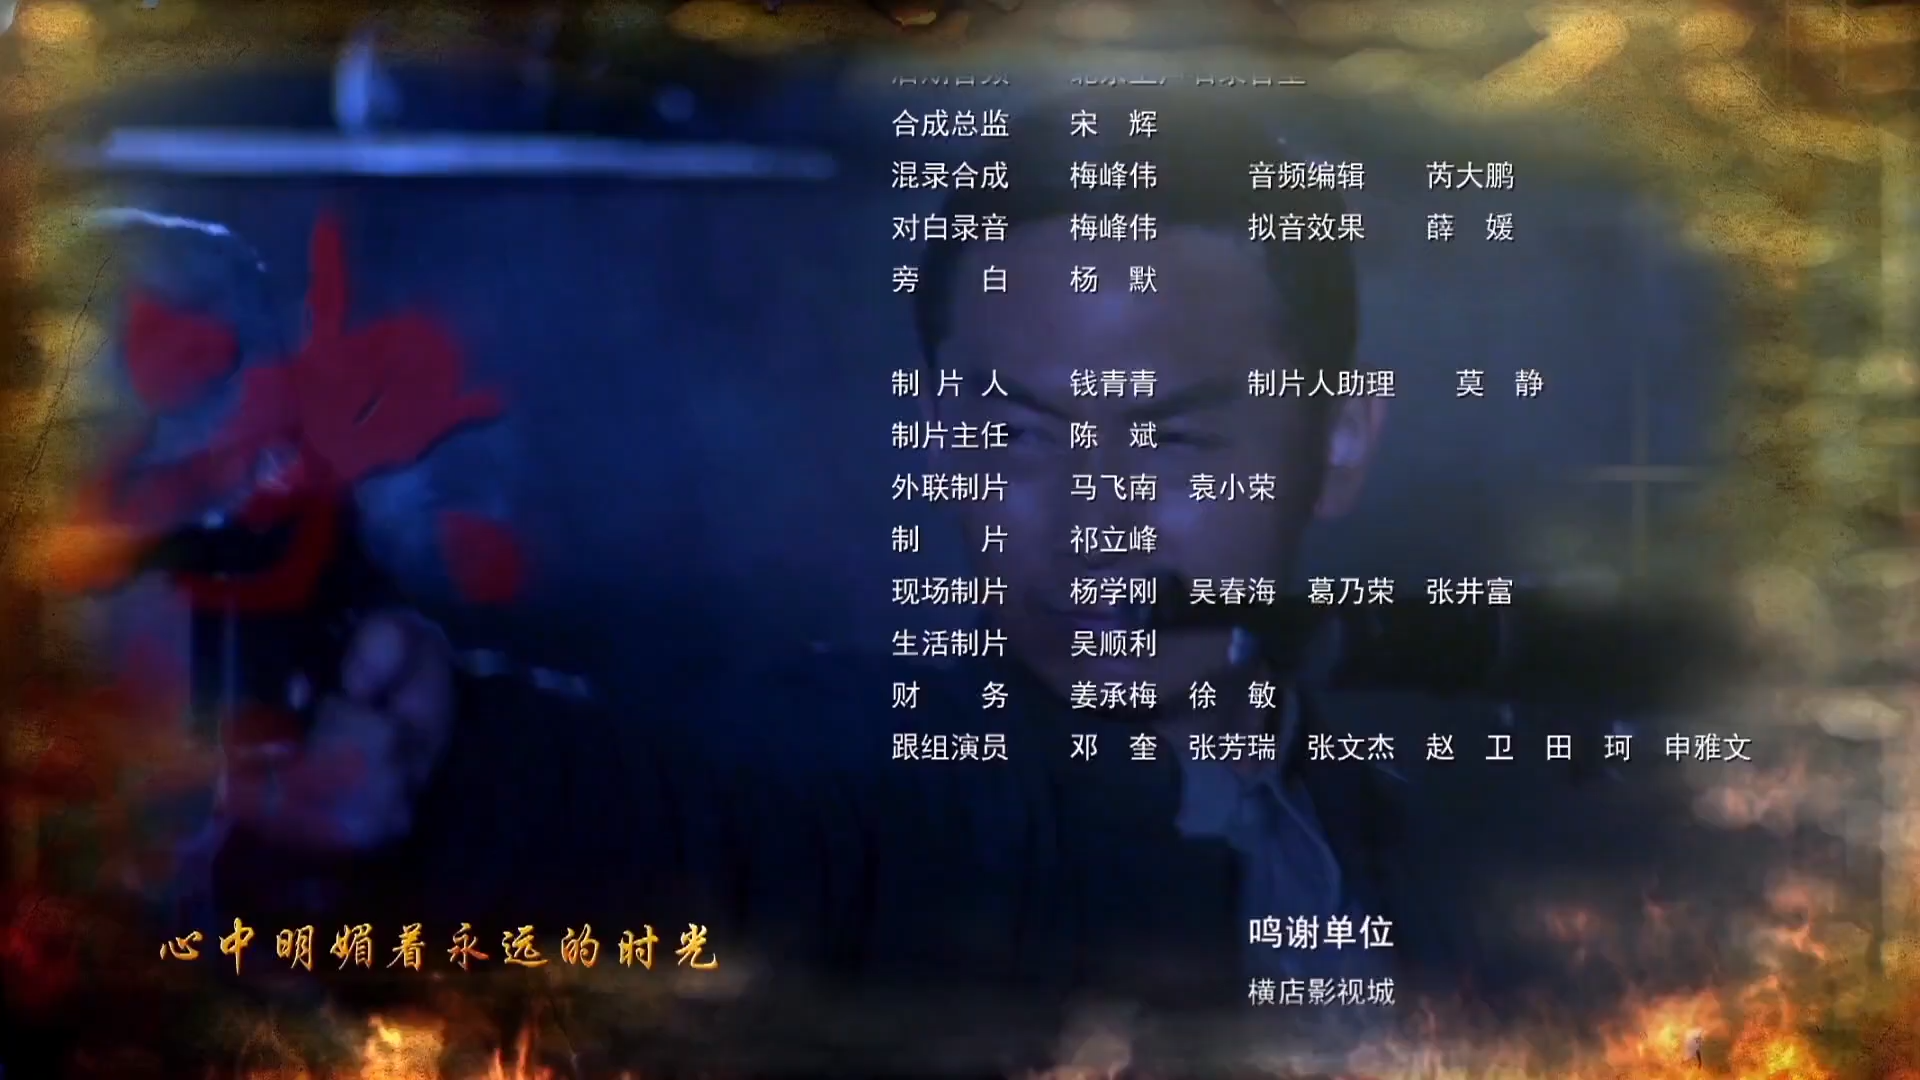 合成总监 宋 辉
混录合成 梅峰伟 音频编辑 芮大鹏
对白录音 梅峰伟 拟音效果 薛 媛
旁 白 杨 默
制 片 人 钱青青 制片人助理 莫 静
制片主任 陈 斌
外联制片 马飞南 袁小荣
制 片 祁立峰
现场制片 杨学刚 吴春海 葛乃荣 张井富
生活制片 吴顺利
财 务 姜承梅 徐 敏
跟组演员 邓 奎 张芳瑞 张文杰 赵 卫 田 珂 申雅文
心中明媚着永远的时光
鸣谢单位
横店影视城